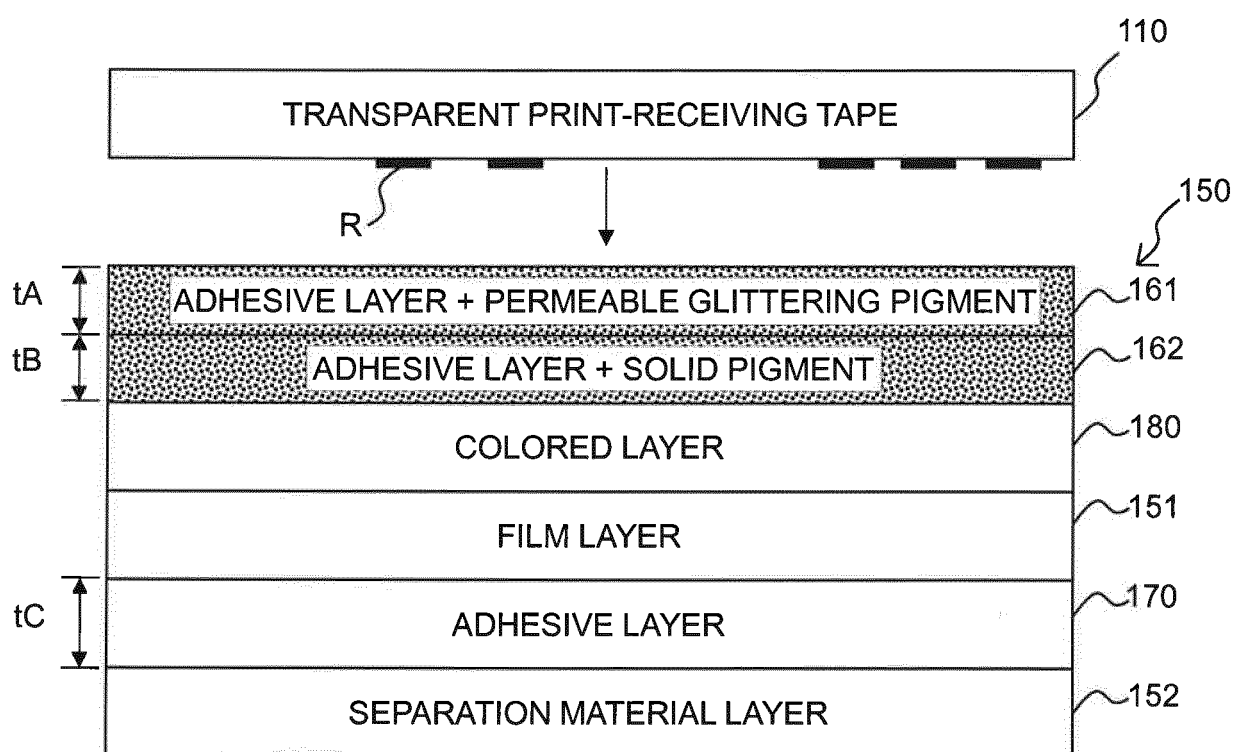 110
TRANSPARENT PRINT-RECEIVING TAPE
R
150
tA
ADHESIVE LAYER + PERMEABLE GLITTERING PIGMENT
161
tB
ADHESIVE LAYER + SOLID PIGMENT
162
COLORED LAYER
180
FILM LAYER
151
tC
ADHESIVE LAYER
170
SEPARATION MATERIAL LAYER
152